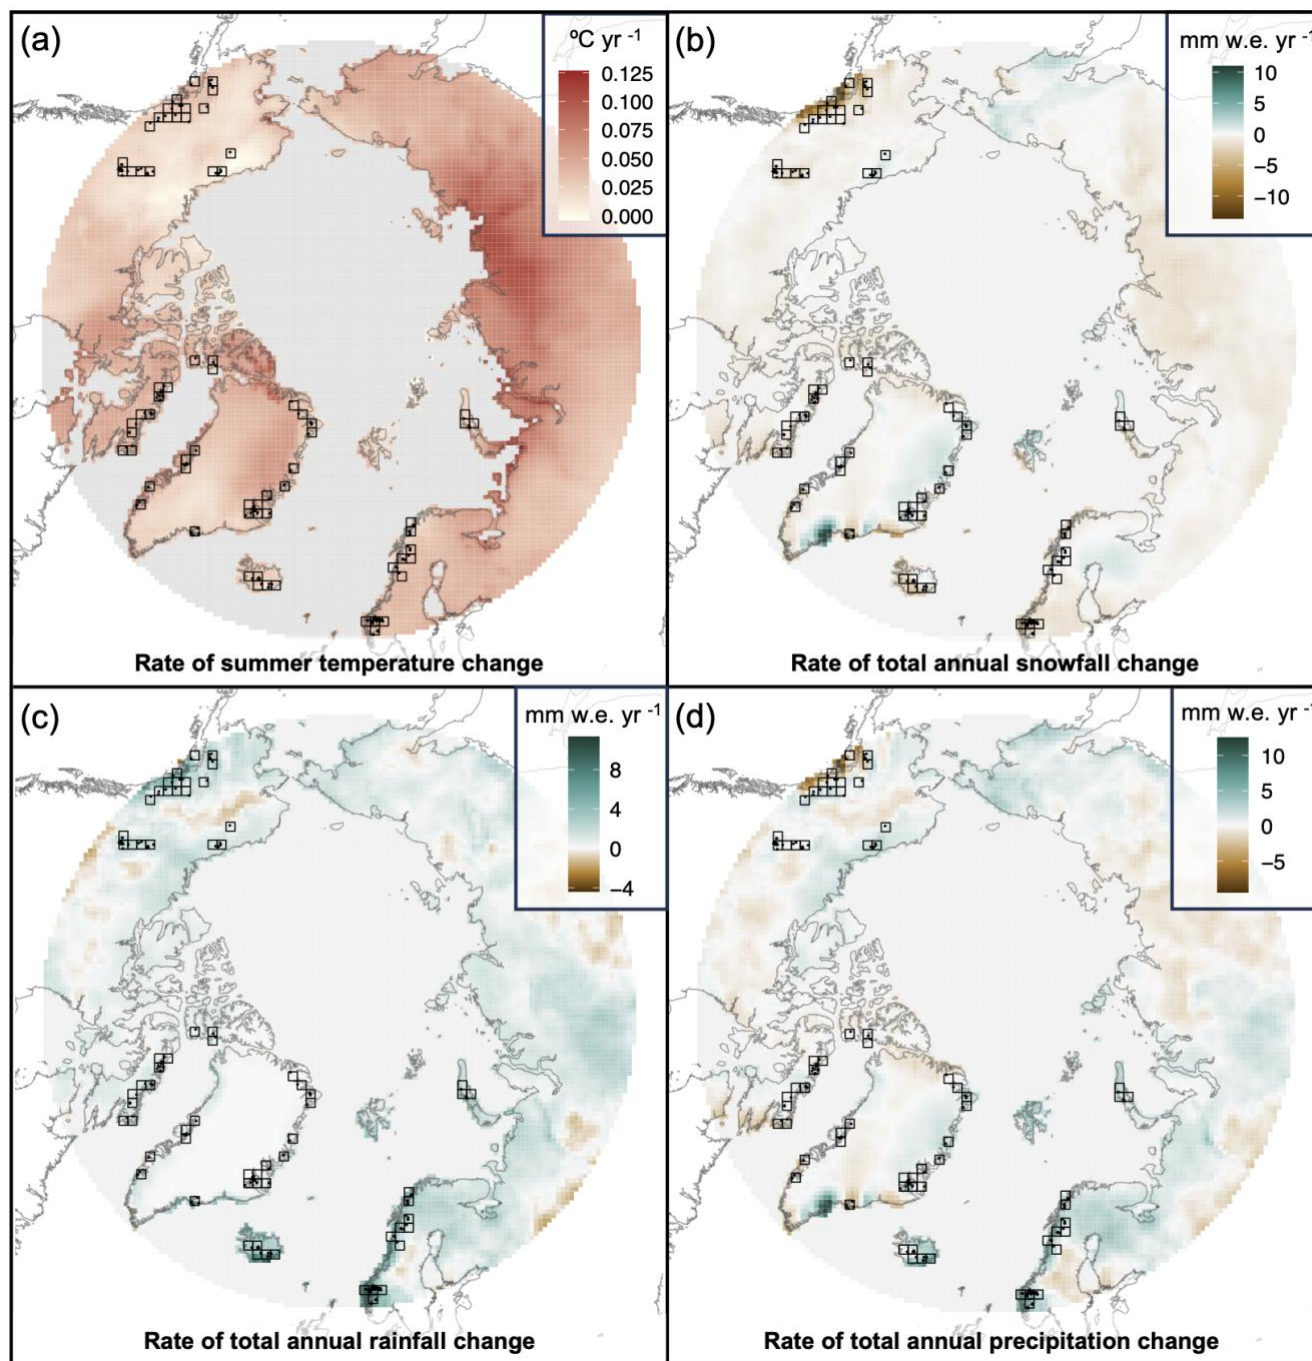 (a)
ºC yr -1
0.125
0.100
0.075
0.050
0.025
0.000
Rate of summer temperature change
(b)
mm w.e. yr -1
10
5
0
−5
−10
Rate of total annual snowfall change
(c)
mm w.e. yr -1
8
4
0
−4
Rate of total annual rainfall change
(d)
mm w.e. yr -1
10
5
0
−5
Rate of total annual precipitation change